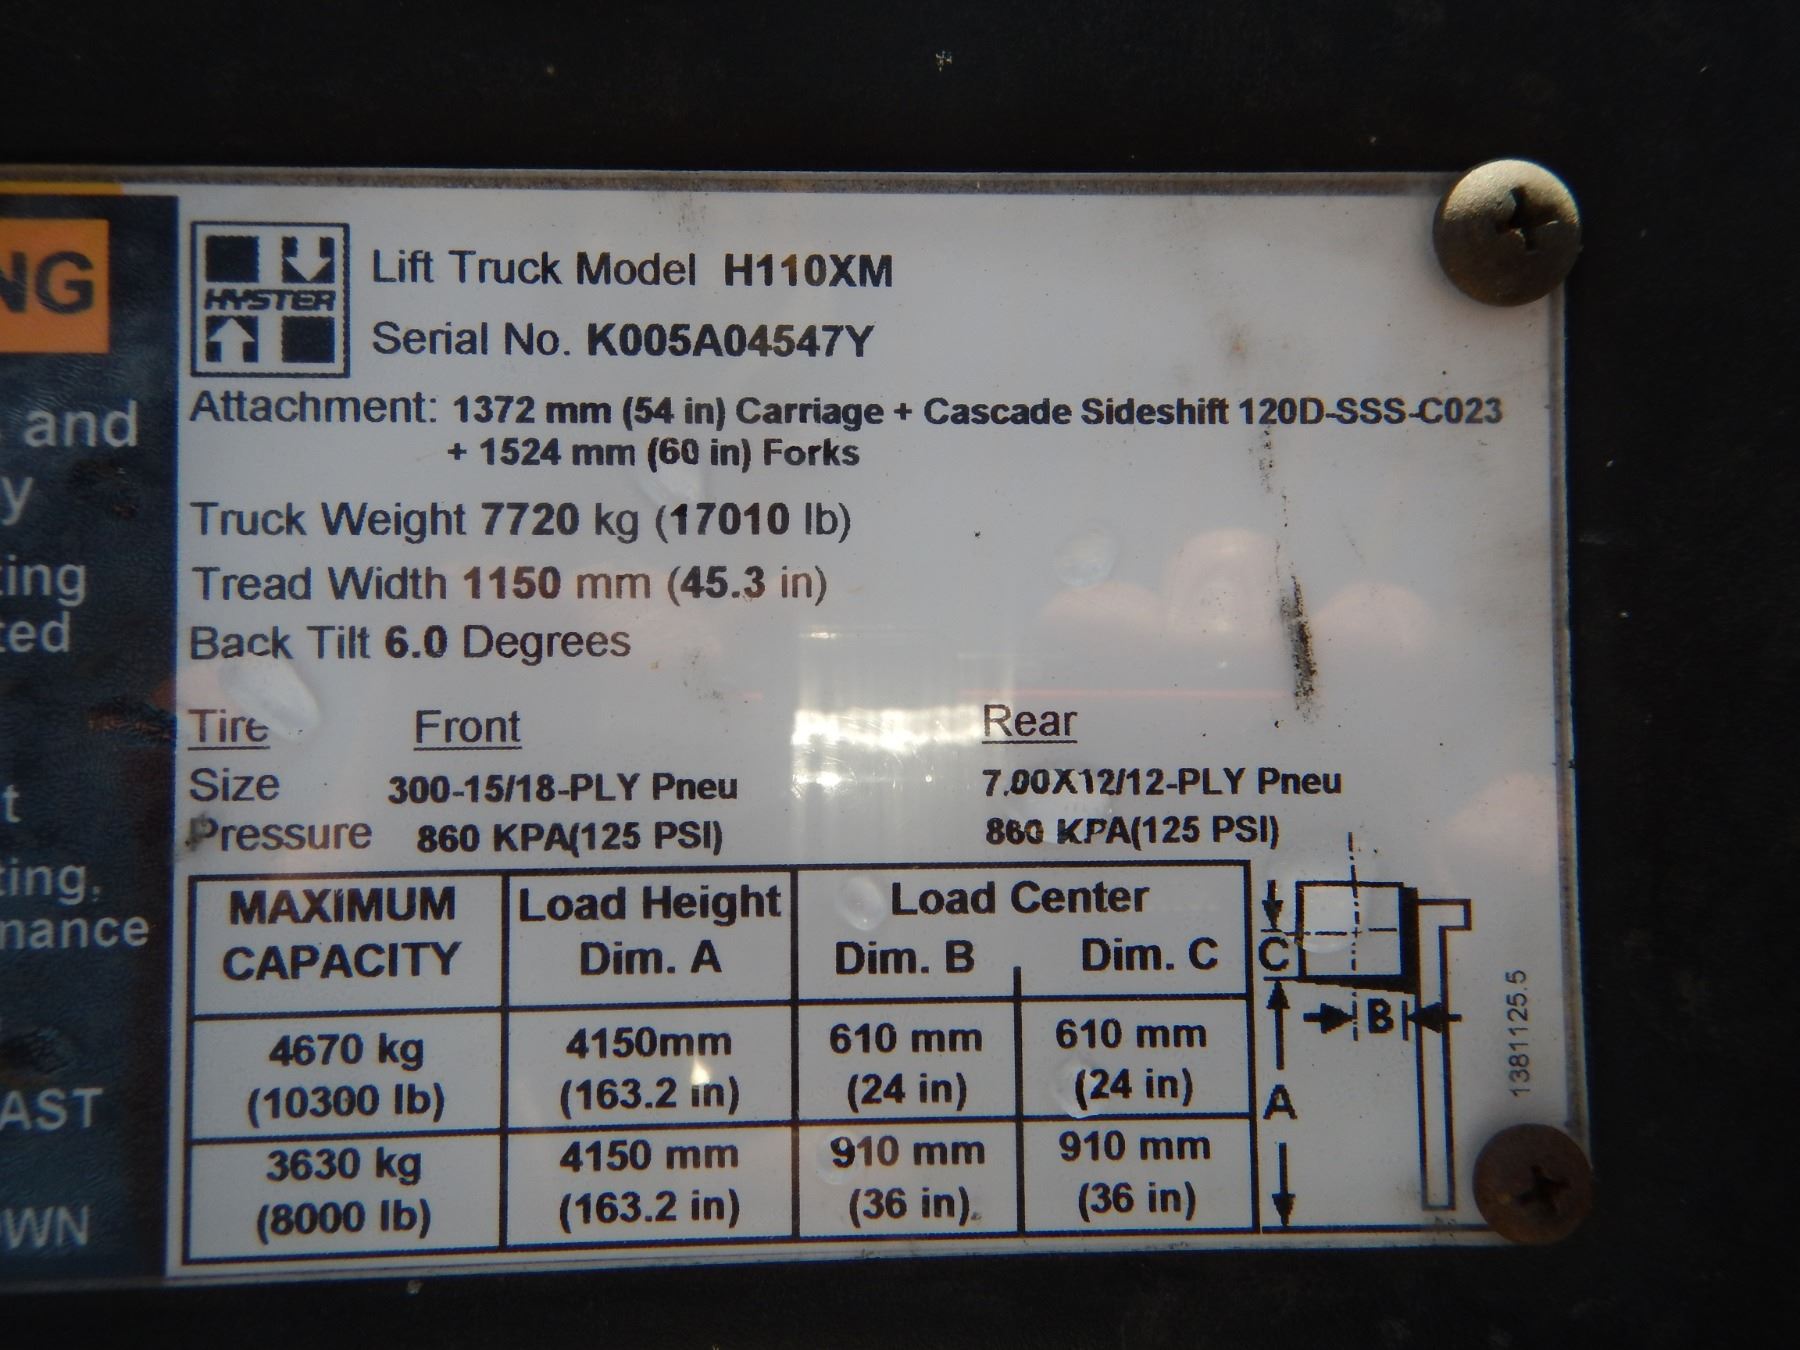 NG
and
y
ting
ted
t
ting.
nance
AST
OWN
HYSTER
Lift Truck Model H110XM
Serial No. K005A04547Y
Attachment: 1372 mm (54 in) Carriage + Cascade Sideshift 120D-SSS-C023
+ 1524 mm (60 in) Forks
Truck Weight 7720 kg (17010 lb)
Tread Width 1150 mm (45.3 in)
Back Tilt 6.0 Degrees
Tire Front Rear
Size 300-15/18-PLY Pneu 7.00X12/12-PLY Pneu
Pressure 860 KPA(125 PSI) 860 KPA(125 PSI)
MAXIMUM Load Height Load Center
CAPACITY Dim. A Dim. B Dim. C
4670 kg 4150mm 610 mm 610 mm
(10300 lb) (163.2 in) (24 in) (24 in)
3630 kg 4150 mm 910 mm 910 mm
(8000 lb) (163.2 in) (36 in) (36 in)
C
B
A
1381125.5